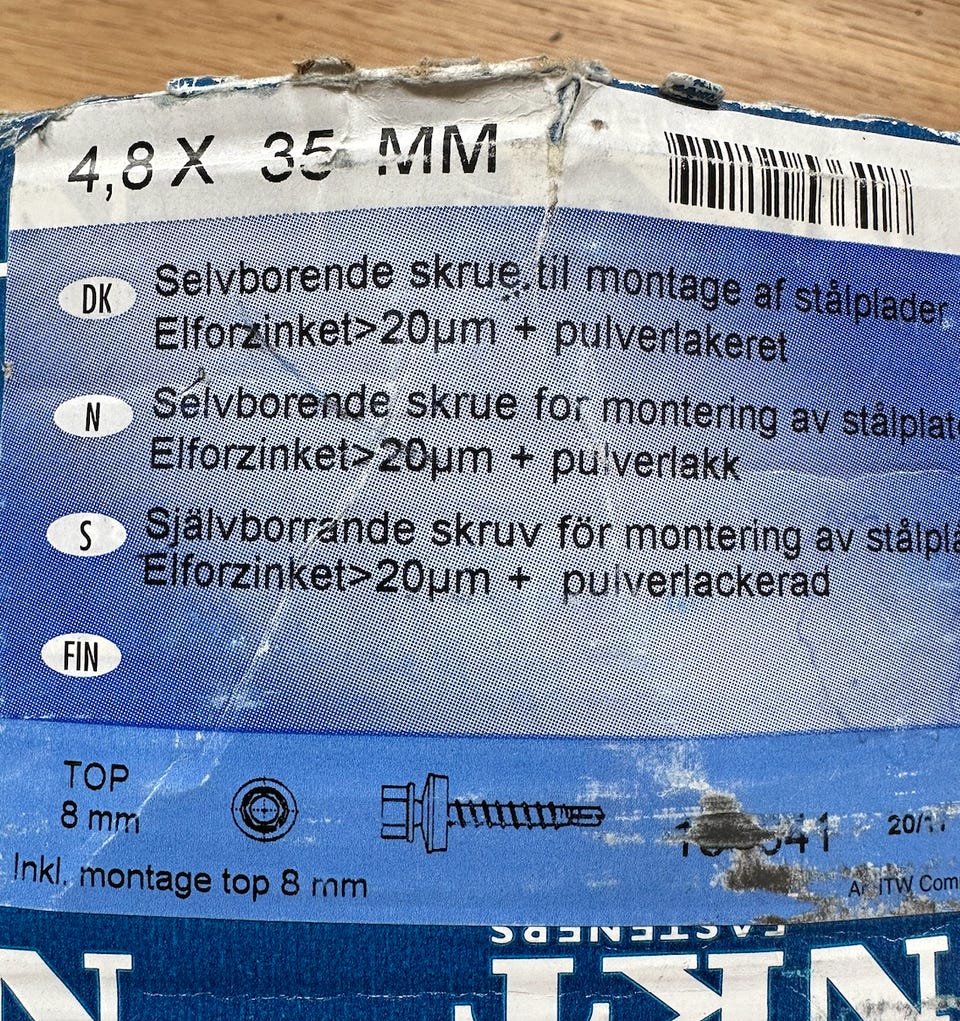 4,8 X 35 MM
DK
Selvborende skrue til montage af stålplader
Elforzinket>20µm + pulverlakeret
N
Selvborende skrue for montering av
Elforzinket>20µm + pulverlakk
S
Självborrande skruv för montering av
Elforzinket>20µm + pulverlackerad
FIN
TOP
8 mm
Inkl. montage top 8 mm
ITW
FASTENERS
NKT